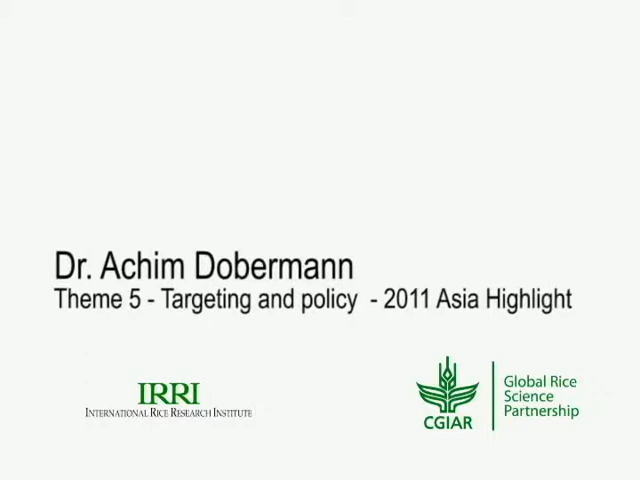 Dr. Achim Dobermann
Theme 5 - Targeting and policy - 2011 Asia Highlight
IRRI
INTERNATIONAL RICE RESEARCH INSTITUTE
CGIAR
Global Rice
Science
Partnership